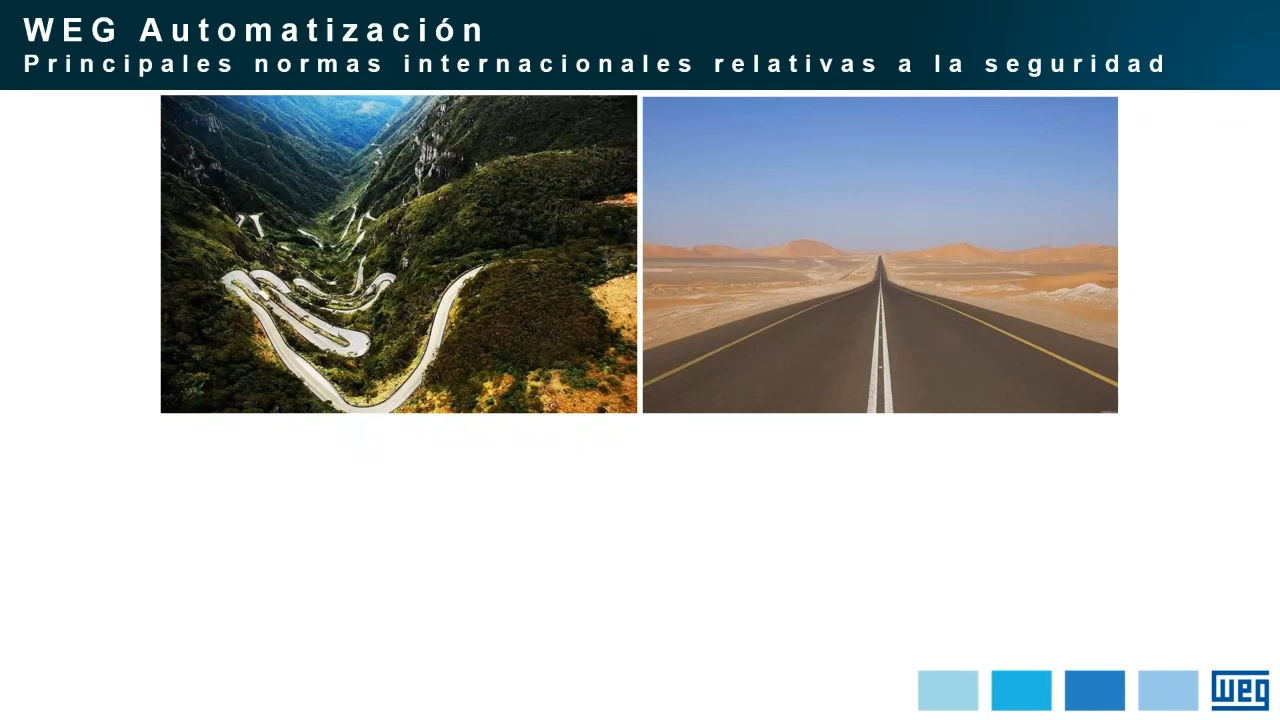 WEG Automatización
Principales normas internacionales relativas a la seguridad
weg